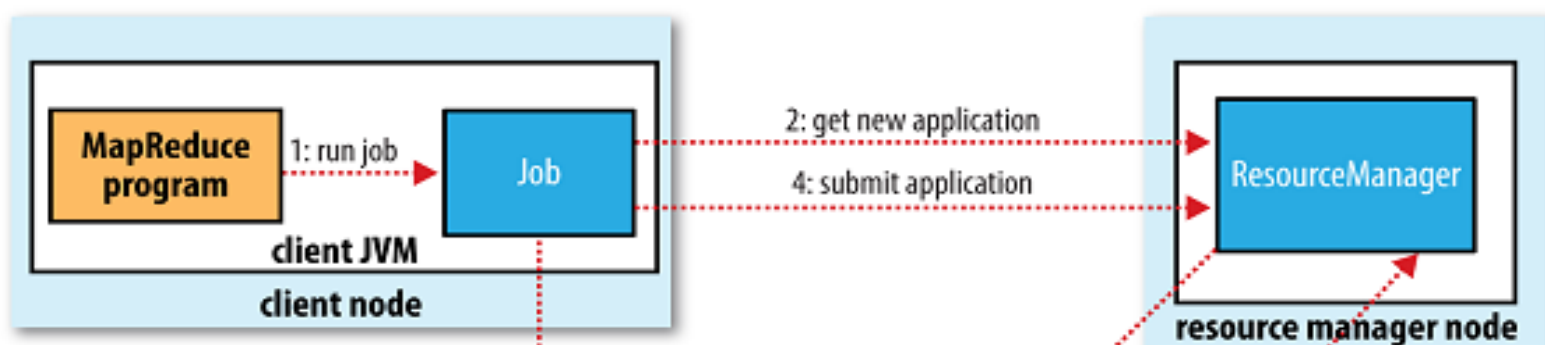 MapReduce
program
1: run job
Job
client JVM
client node
2: get new application
4: submit application
ResourceManager
resource manager node